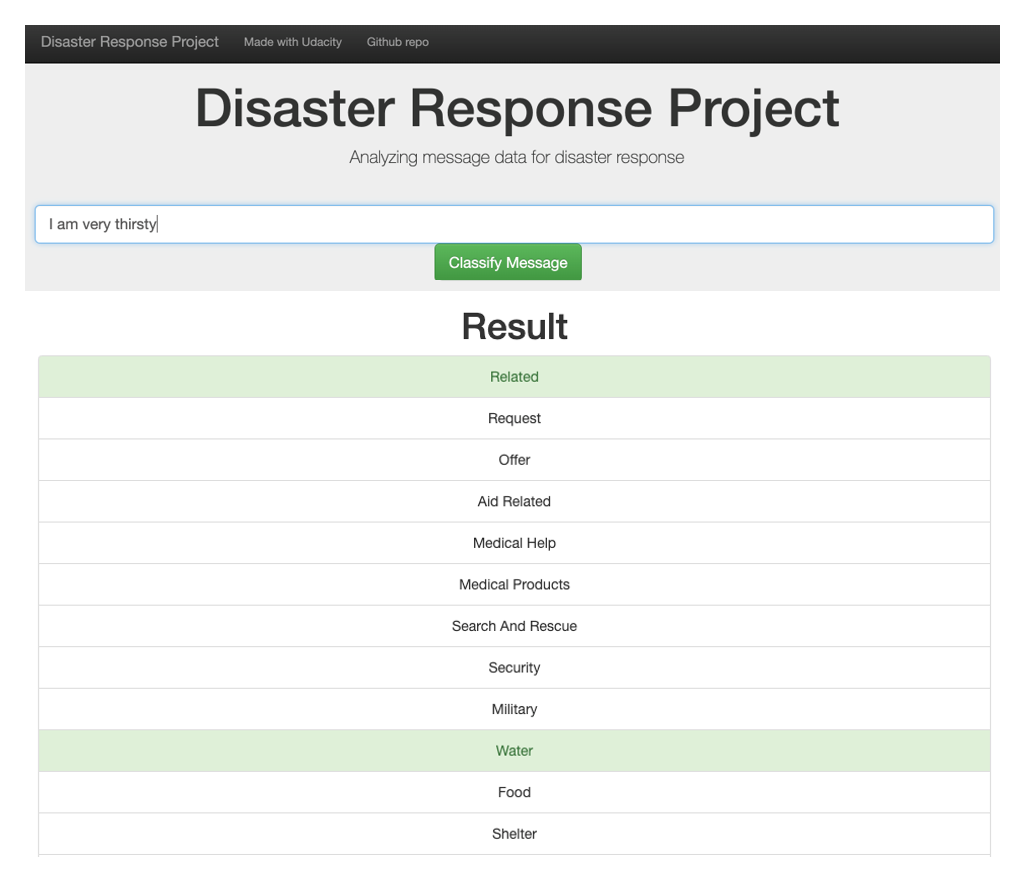 Disaster Response Project Made with Udacity Github repo
Disaster Response Project
Analyzing message data for disaster response
I am very thirsty
Classify Message
Result
Related
Request
Offer
Aid Related
Medical Help
Medical Products
Search And Rescue
Security
Military
Water
Food
Shelter